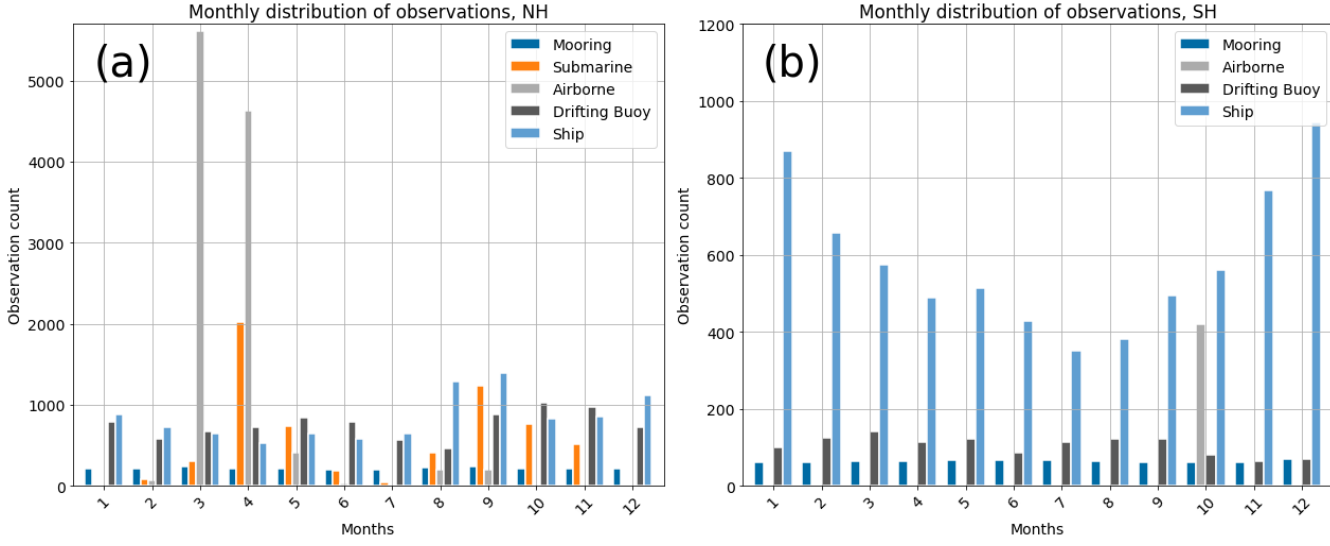 Monthly distribution of observations, NH
(a)
Mooring
Submarine
Airborne
Drifting Buoy
Ship
Observation count
5000
4000
3000
2000
1000
0
1 2 3 4 5 6 7 8 9 10 11 12
Months
Monthly distribution of observations, SH
(b)
Mooring
Airborne
Drifting Buoy
Ship
Observation count
1200
1000
800
600
400
200
0
1 2 3 4 5 6 7 8 9 10 11 12
Months